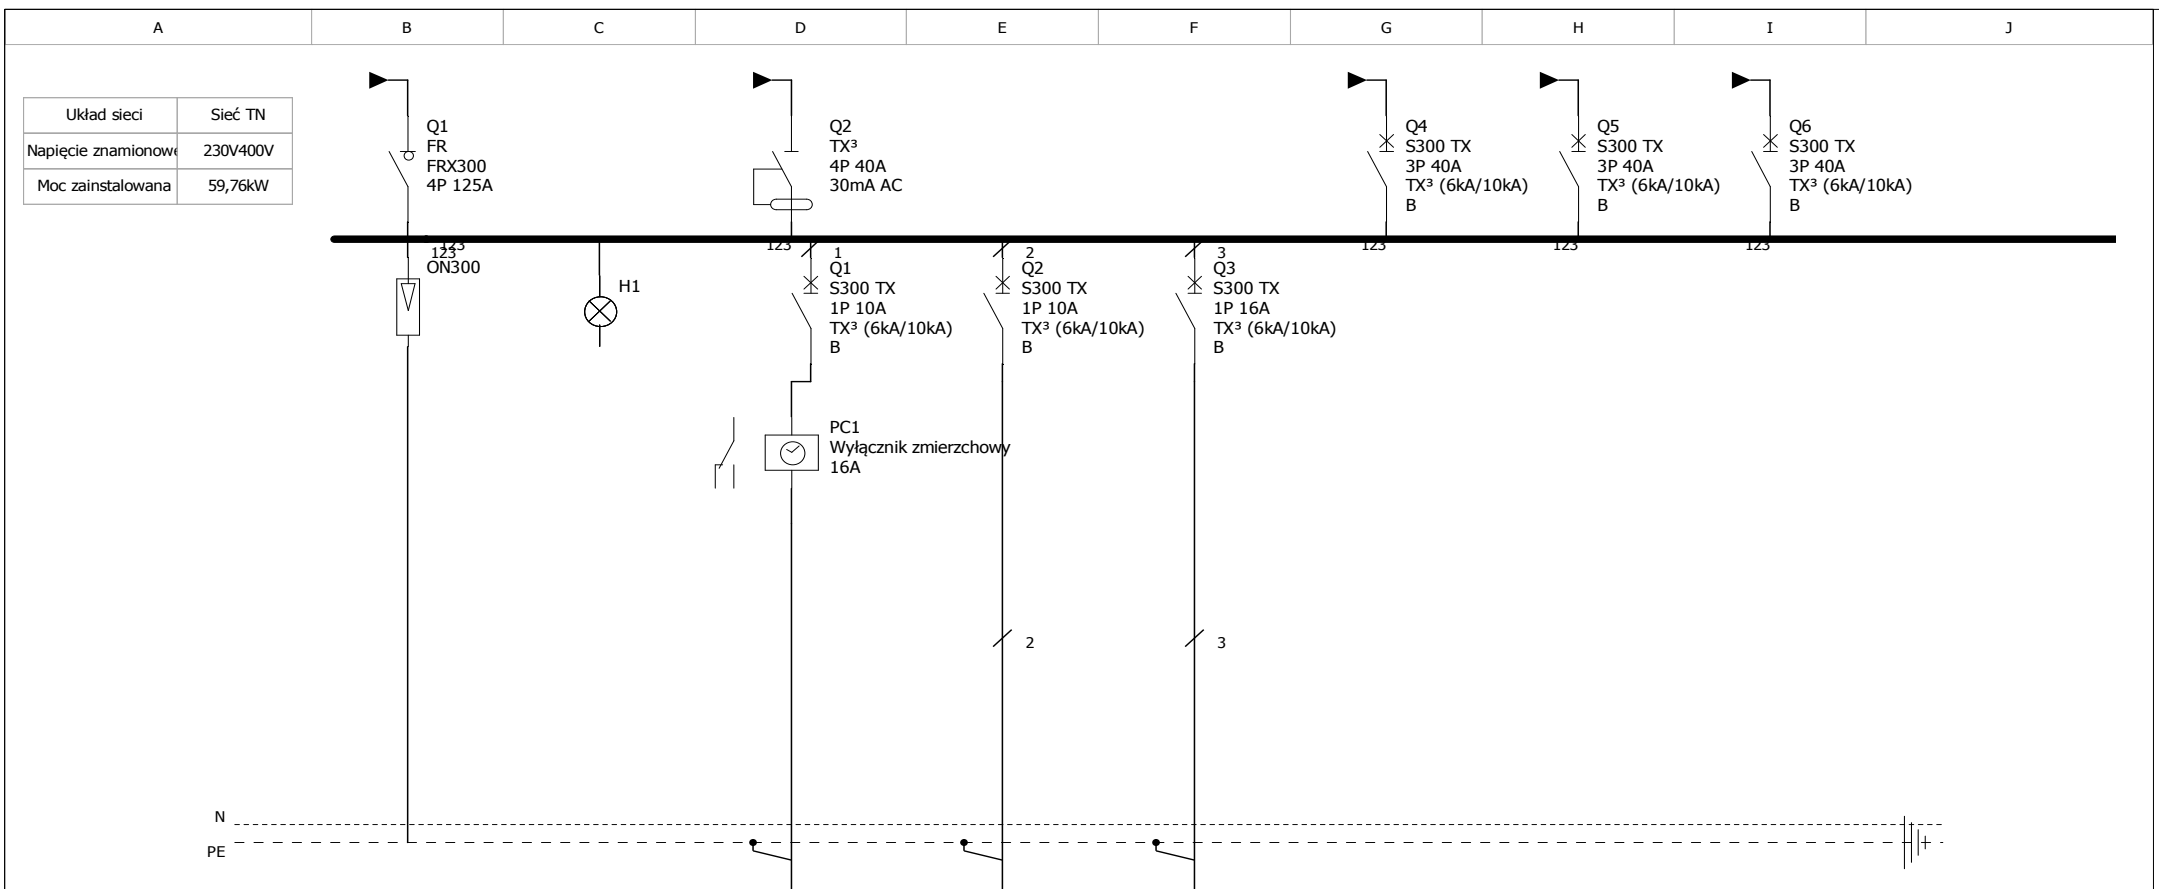 A B C D E F G H I J
Układ sieci Sieć TN
Napięcie znamionowe 230V400V
Moc zainstalowana 59,76kW
Q1
FR
FRX300
4P 125A
Q2
TX³
4P 40A
30mA AC
Q4
S300 TX
3P 40A
TX³ (6kA/10kA)
B
Q5
S300 TX
3P 40A
TX³ (6kA/10kA)
B
Q6
S300 TX
3P 40A
TX³ (6kA/10kA)
B
123
123
123
123
123
123
ON300
H1
1
Q1
S300 TX
1P 10A
TX³ (6kA/10kA)
B
2
Q2
S300 TX
1P 10A
TX³ (6kA/10kA)
B
3
Q3
S300 TX
1P 16A
TX³ (6kA/10kA)
B
PC1
Wyłącznik zmierzchowy
16A
2
3
N
PE